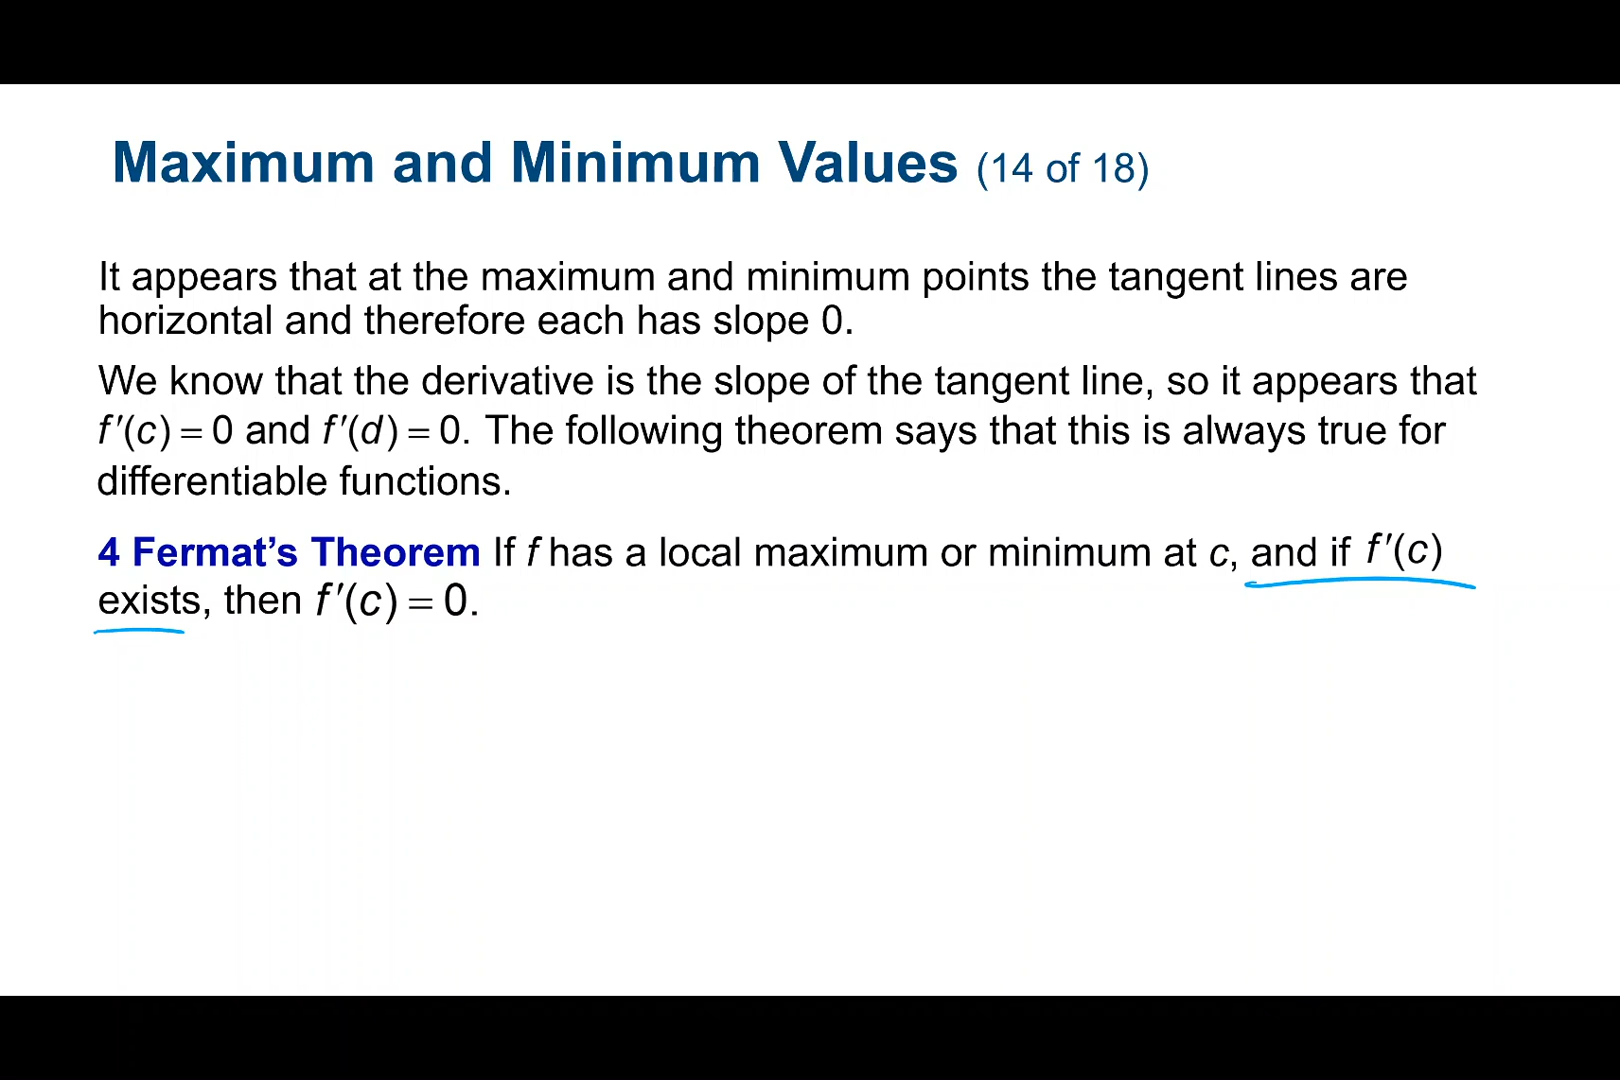 Maximum and Minimum Values (14 of 18)
It appears that at the maximum and minimum points the tangent lines are
horizontal and therefore each has slope 0.
We know that the derivative is the slope of the tangent line, so it appears that
f′(c) = 0 and f′(d) = 0. The following theorem says that this is always true for
differentiable functions.
4 Fermat’s Theorem If f has a local maximum or minimum at c, and if f′(c)
exists, then f′(c) = 0.